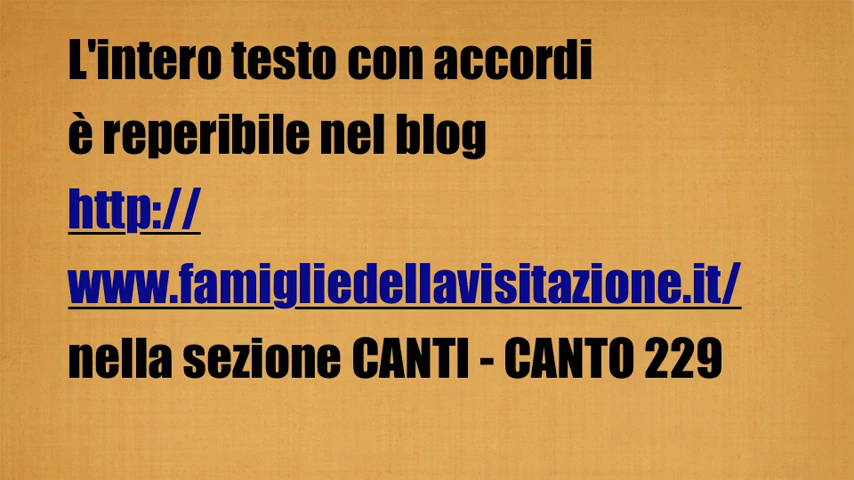 L'intero testo con accordi
è reperibile nel blog
http://
www.famigliedellavisitazione.it/
nella sezione CANTI - CANTO 229